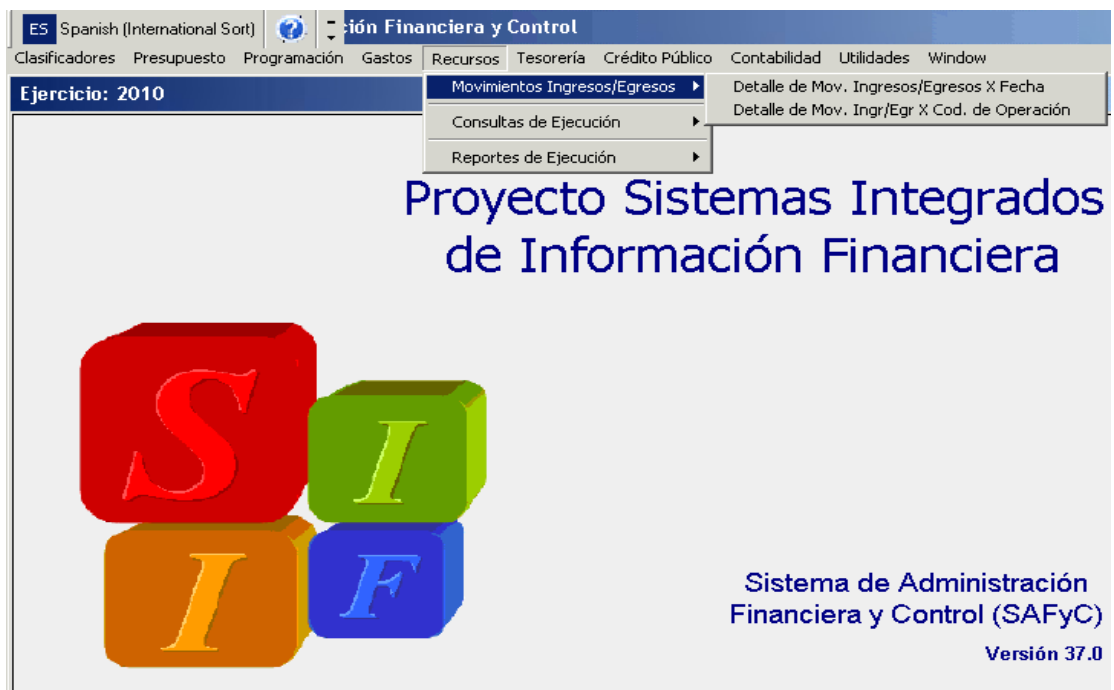 ES Spanish (International Sort)
ión Financiera y Control
Clasificadores Presupuesto Programación Gastos Recursos Tesorería Crédito Público Contabilidad Utilidades Window
Ejercicio: 2010
Movimientos Ingresos/Egresos
Detalle de Mov. Ingresos/Egresos X Fecha
Detalle de Mov. Ingr/Egr X Cod. de Operación
Consultas de Ejecución
Reportes de Ejecución
Proyecto Sistemas Integrados
de Información Financiera
S I
I F
Sistema de Administración
Financiera y Control (SAFyC)
Versión 37.0